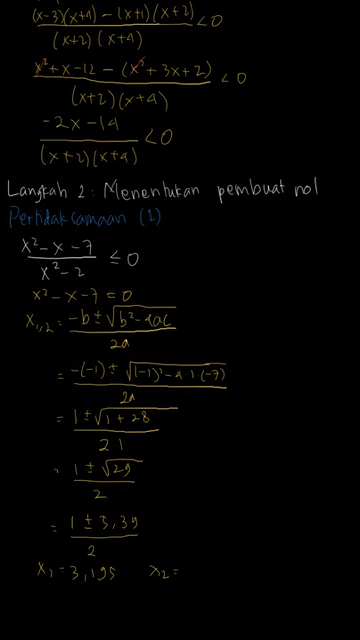 (x-3)(x+4) - (x+1)(x+2) < 0
(x+2)(x+4)
x² + x - 12 - (x² + 3x + 2) < 0
(x+2)(x+4)
-2x - 14 < 0
(x+2)(x+4)
Langkah 2 : Menentukan pembuat nol
Pertidaksamaan (1)
x² - x - 7 ≤ 0
x² - 2
x² - x - 7 = 0
x₁,₂ = -b ± √b² - 4ac
2a
= -(-1) ± √(-1)² - 4 1 (-7)
2a
= 1 ± √1 + 28
2 1
= 1 ± √29
2
= 1 ± 3,39
2
x₁ = 3,195 x₂ =